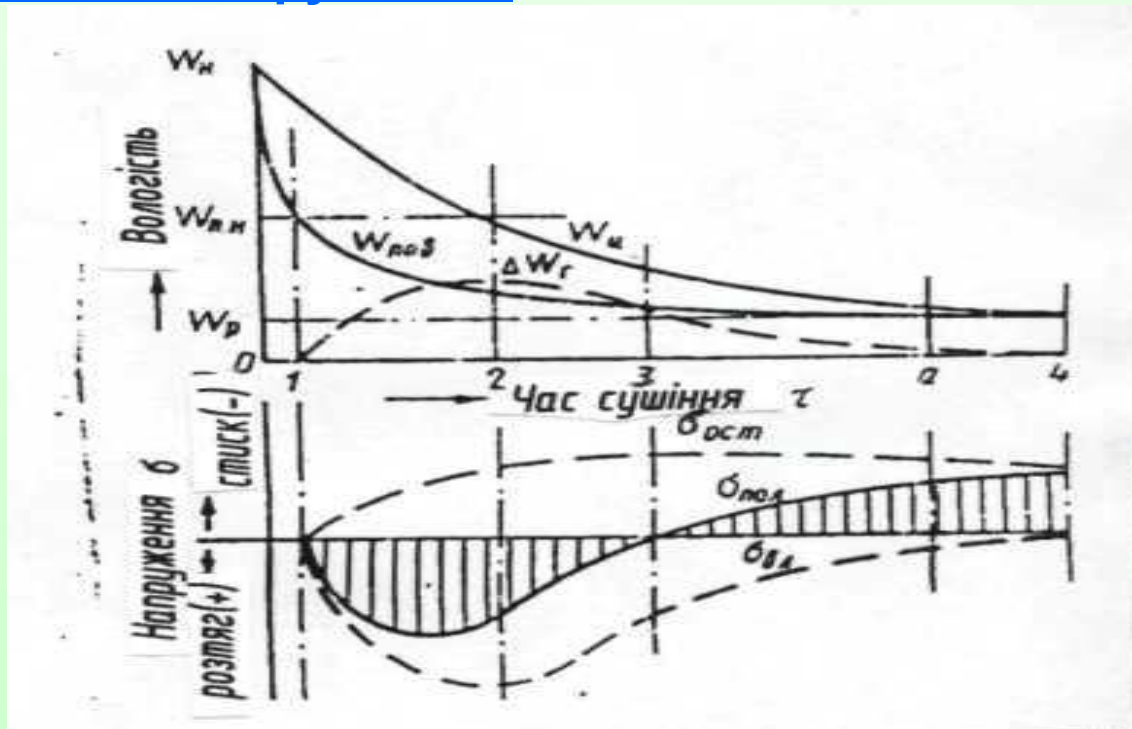 Wн
Вологість
Wп.н
Wпов
ΔWг
Wц
Wр
0
1
2
3
а
4
Час сушіння τ
Напруження σ
розтяг(+)
стиск(-)
σост
σпол
σвл